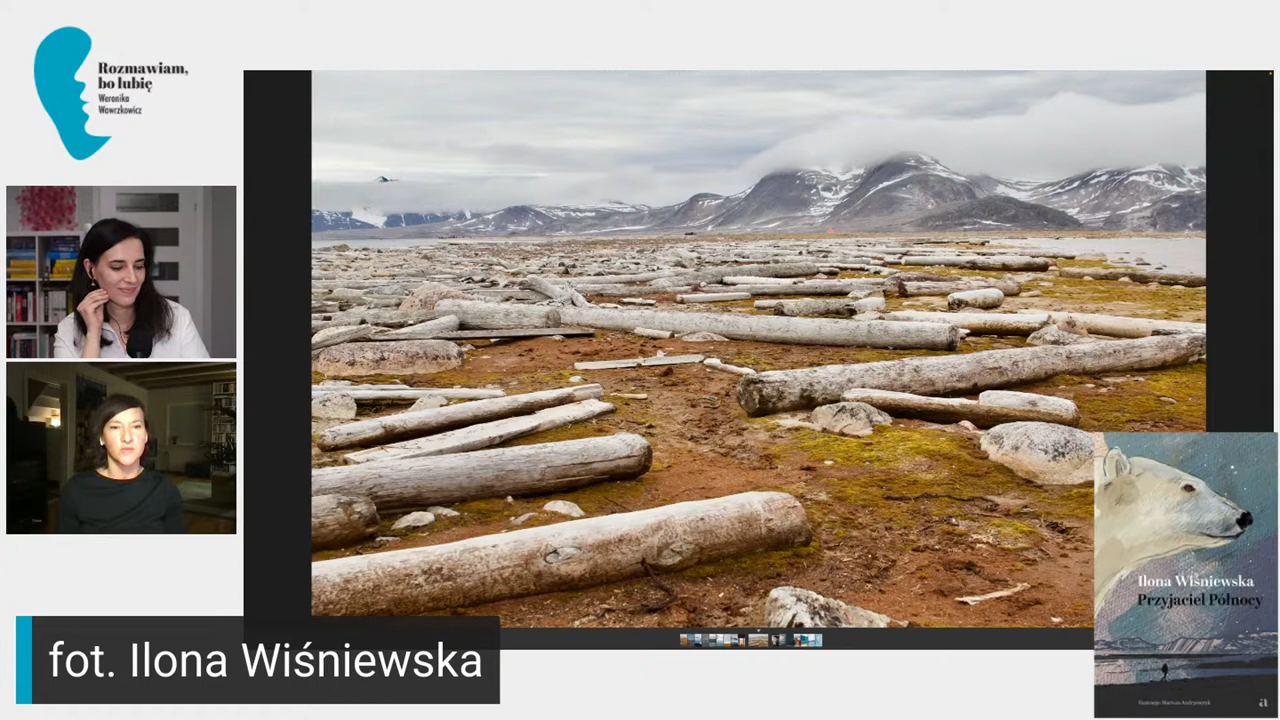 Rozmawiam,
bo lubię
Weronika
Wawrzkowicz
fot. Ilona Wiśniewska
Ilona Wiśniewska
Przyjaciel Północy